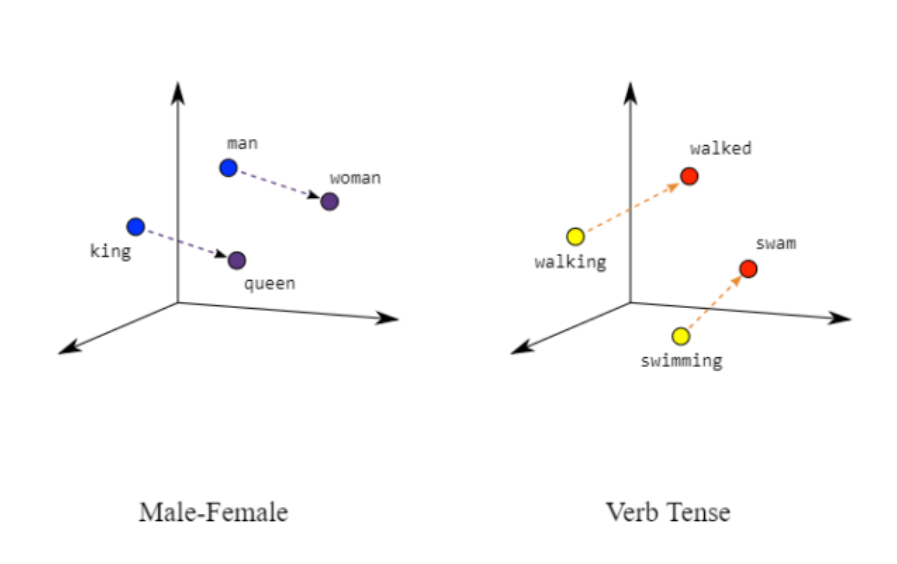 man
woman
king
queen
Male-Female
walked
walking
swam
swimming
Verb Tense